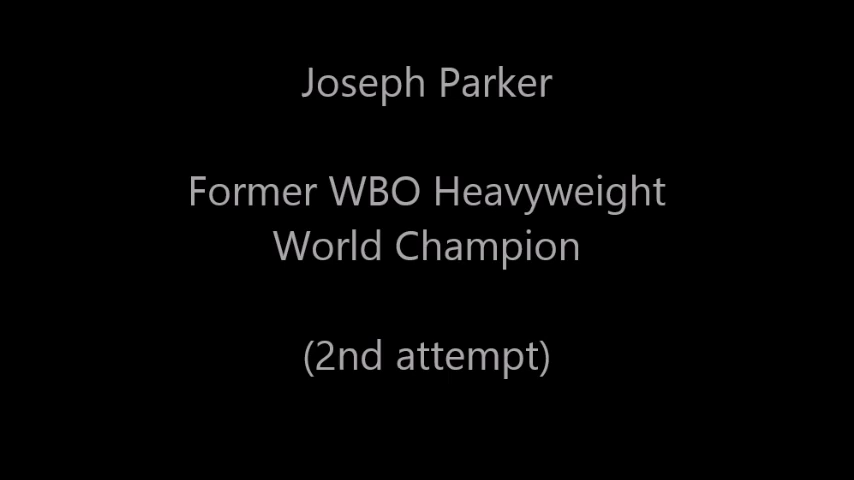 Joseph Parker
Former WBO Heavyweight
World Champion
(2nd attempt)